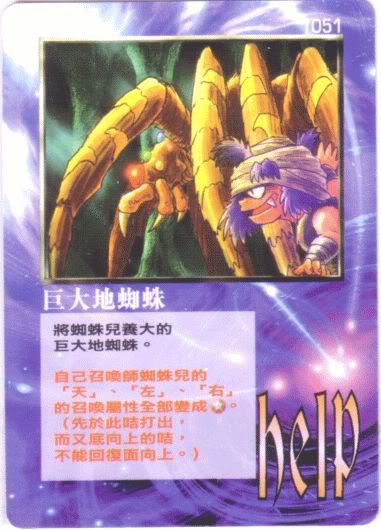 1051
巨大地蜘蛛
將蜘蛛兒養大的
巨大地蜘蛛。
自己召喚師蜘蛛兒的
「天」、「左」、「右」
的召喚屬性全部變成。
（先於此咭打出，
而又底向上的咭，
不能回復面向上。）
help